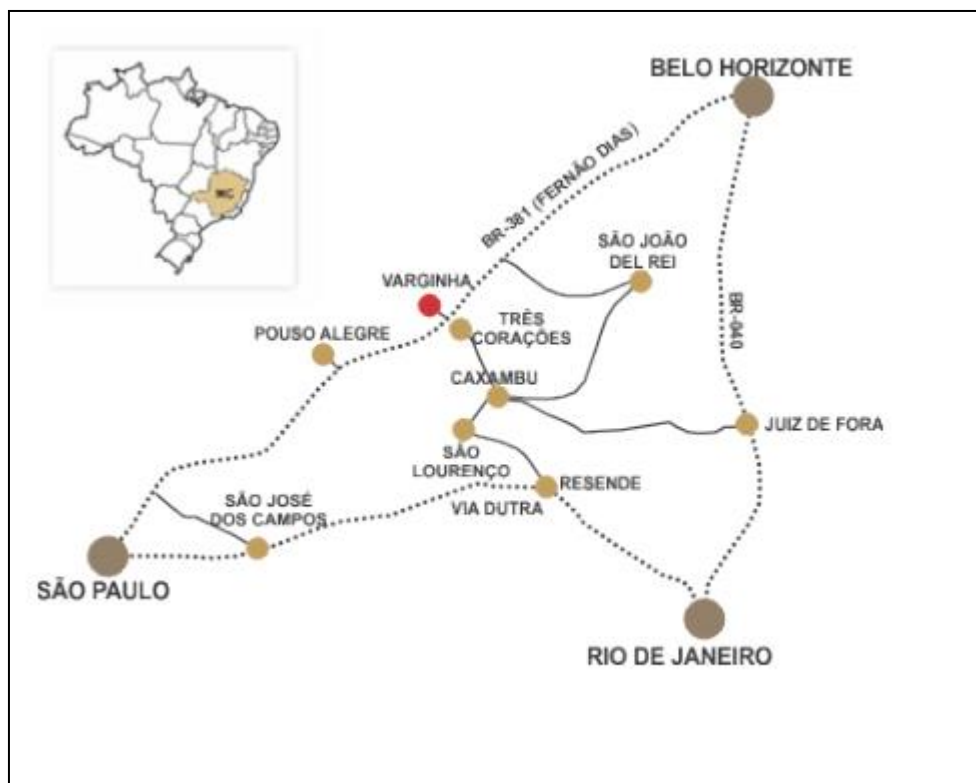 BELO HORIZONTE
BR-381 (FERNÃO DIAS)
SÃO JOÃO
DEL REI
VARGINHA
BR-040
TRÊS
CORAÇÕES
POUSO ALEGRE
CAXAMBU
JUIZ DE FORA
SÃO
LOURENÇO
RESENDE
SÃO JOSÉ
DOS CAMPOS
VIA DUTRA
SÃO PAULO
RIO DE JANEIRO